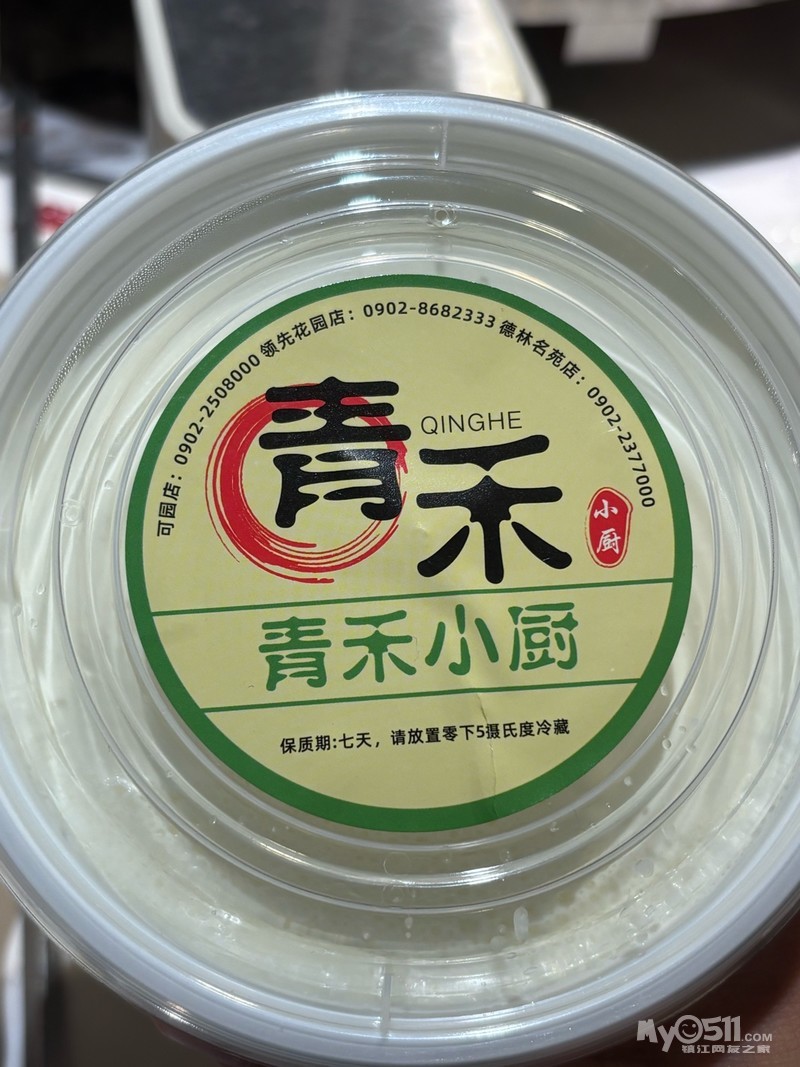 可园店：0902-2508000 领先花园店：0902-8682333 德林名苑店：0902-2377000
青禾
QINGHE
小厨
青禾小厨
保质期:七天，请放置零下5摄氏度冷藏
MyO511.COM
镇江网友之家